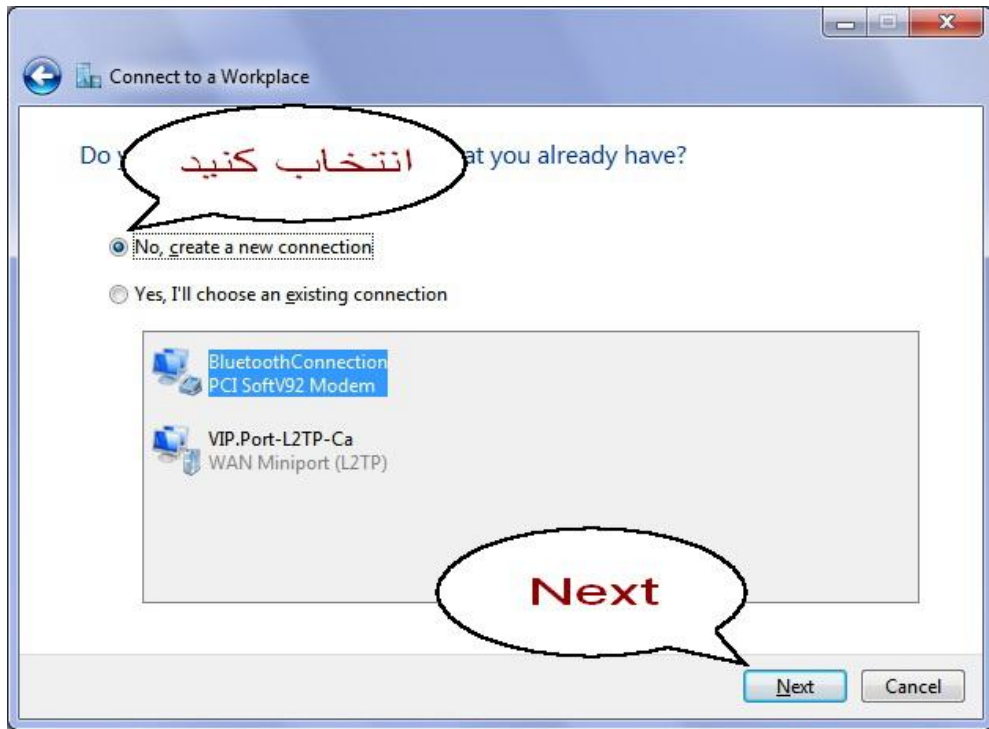 Connect to a Workplace
Do y انتخاب کنید at you already have?
No, create a new connection
Yes, I'll choose an existing connection
BluetoothConnection
PCI SoftV92 Modem
VIP.Port-L2TP-Ca
WAN Miniport (L2TP)
Next
Next Cancel